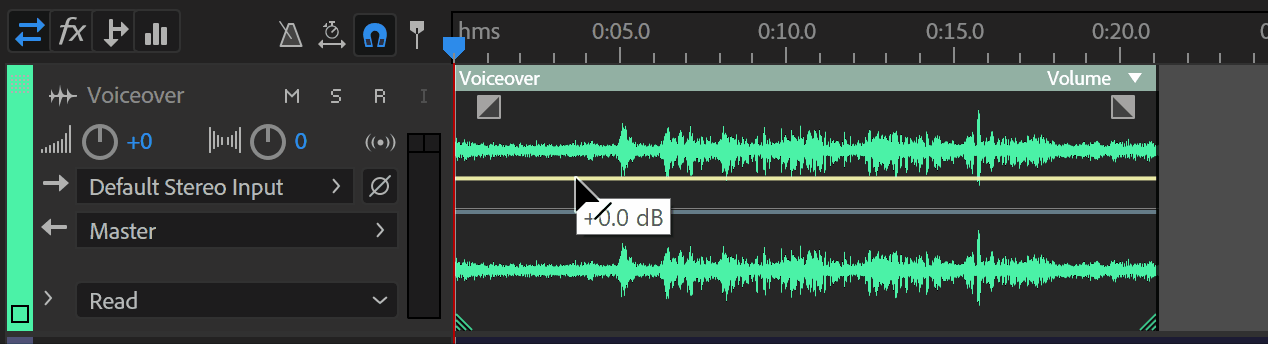 fx hms 0:05.0 0:10.0 0:15.0 0:20.0
Voiceover Volume
Voiceover M S R I
+0 0
Default Stereo Input
+0.0 dB
Master
Read